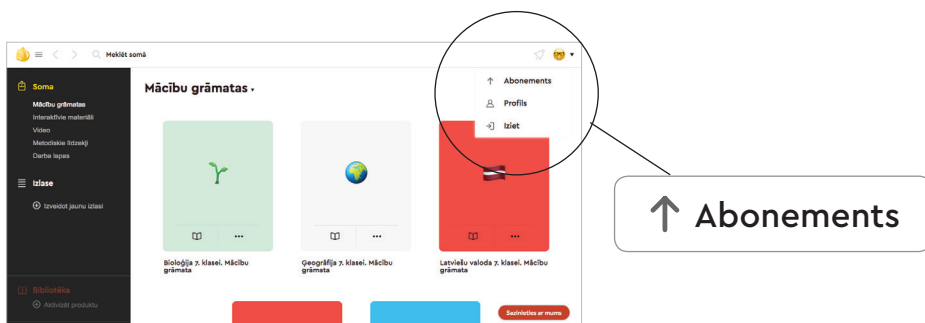 Meklēt somā
Abonements
Profils
Iziet
Soma
Mācību grāmatas
Interaktīvie materiāli
Video
Metodiskie līdzekļi
Darba lapas
Izlase
Izveidot jaunu izlasi
Bibliotēka
Aktivizēt produktu
Mācību grāmatas
Bioloģija 7. klasei. Mācību
grāmata
Ģeogrāfija 7. klasei. Mācību
grāmata
Latviešu valoda 7. klasei. Mācību
grāmata
Sazinieties ar mums
Abonements